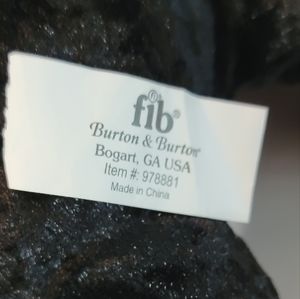 fib®
Burton & Burton®
Bogart, GA USA
Item #: 978881
Made in China